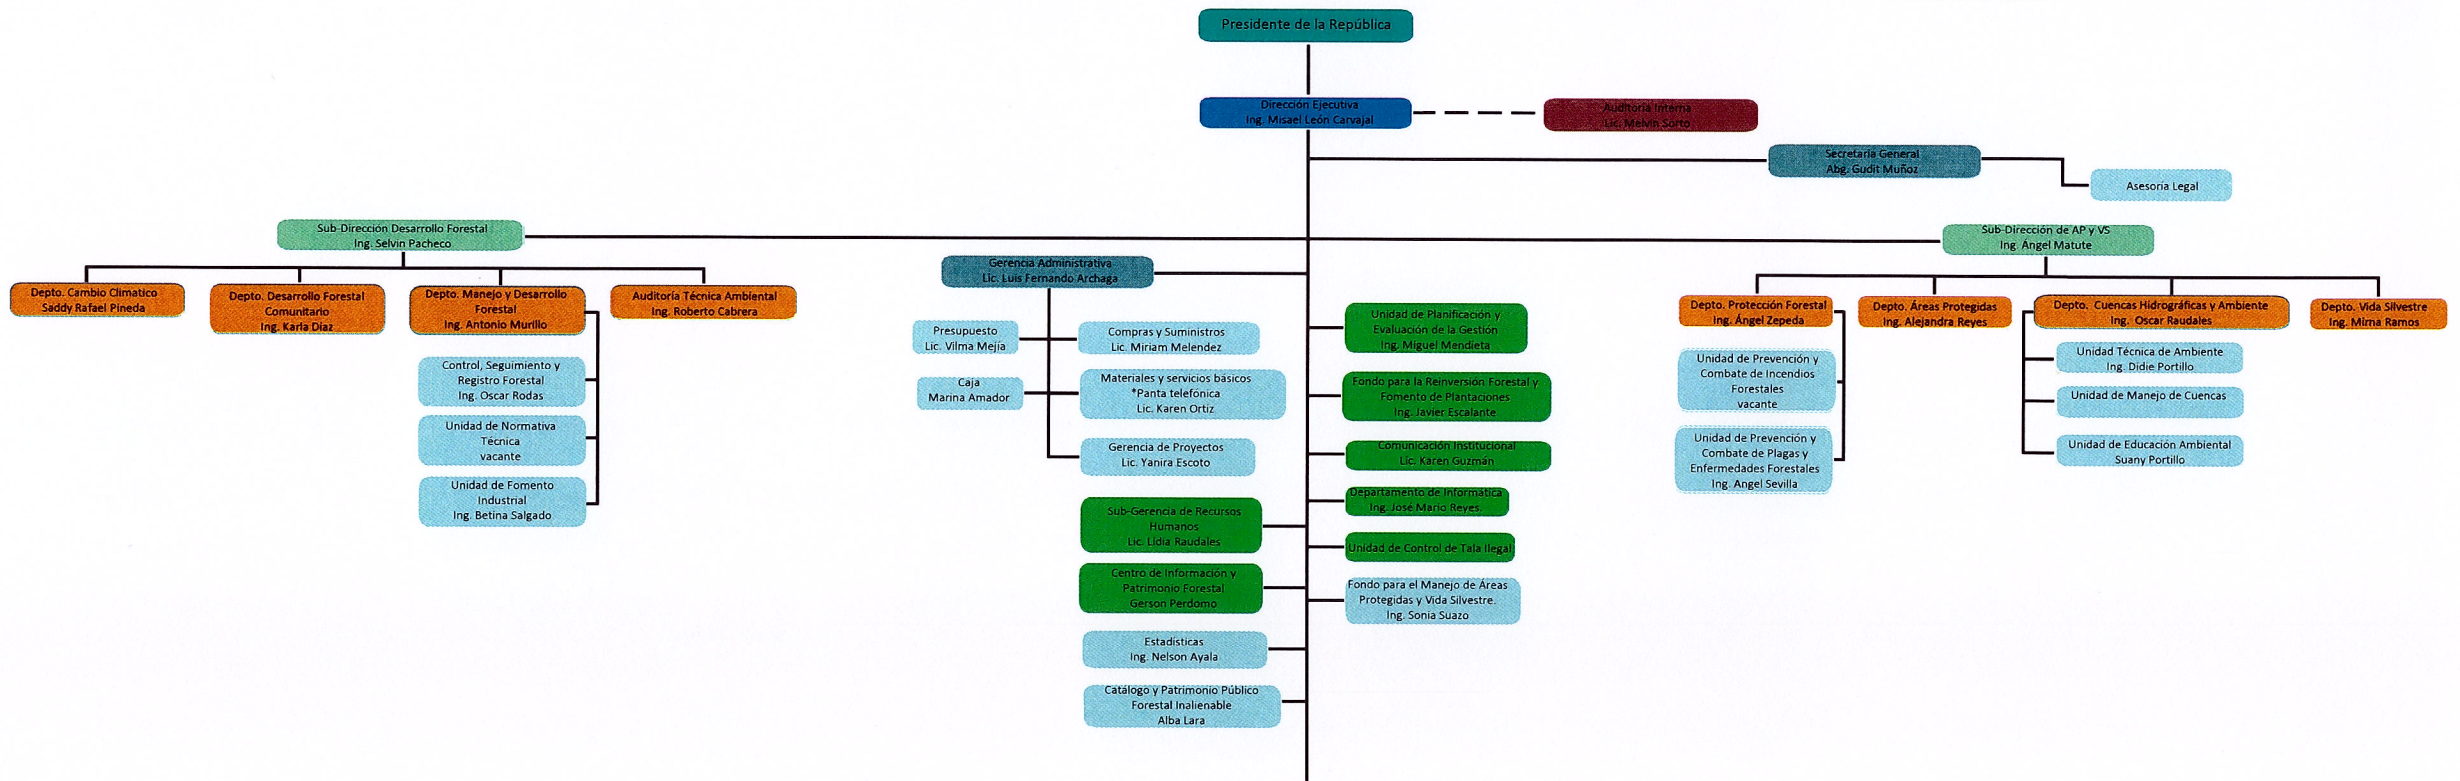 Presidente de la República
Dirección Ejecutiva
Ing. Misael León Carvajal
Auditoría Interna
Lic. Melvin Sorto
Secretaría General
Abg. Gudit Muñoz
Asesoría Legal
Sub-Dirección Desarrollo Forestal
Ing. Selvin Pacheco
Sub-Dirección de AP y VS
Ing. Ángel Matute
Depto. Cambio Climatico
Saddy Rafael Pineda
Depto. Desarrollo Forestal
Comunitario
Ing. Karla Díaz
Depto. Manejo y Desarrollo
Forestal
Ing. Antonio Murillo
Auditoría Técnica Ambiental
Ing. Roberto Cabrera
Control, Seguimiento y
Registro Forestal
Ing. Oscar Rodas
Unidad de Normativa
Técnica
vacante
Unidad de Fomento
Industrial
Ing. Betina Salgado
Gerencia Administrativa
Lic. Luis Fernando Archaga
Presupuesto
Lic. Vilma Mejía
Compras y Suministros
Lic. Miriam Melendez
Caja
Marina Amador
Materiales y servicios básicos
*Panta telefónica
Lic. Karen Ortiz
Gerencia de Proyectos
Lic. Yanira Escoto
Sub-Gerencia de Recursos
Humanos
Lic. Lidia Raudales
Centro de Información y
Patrimonio Forestal
Gerson Perdomo
Estadísticas
Ing. Nelson Ayala
Catálogo y Patrimonio Público
Forestal Inalienable
Alba Lara
Unidad de Planificación y
Evaluación de la Gestión
Ing. Miguel Mendieta
Fondo para la Reinversión Forestal y
Fomento de Plantaciones
Ing. Javier Escalante
Comunicación Institucional
Lic. Karen Guzmán
Departamento de Informática
Ing. José Mario Reyes.
Unidad de Control de Tala Ilegal
Fondo para el Manejo de Áreas
Protegidas y Vida Silvestre.
Ing. Sonia Suazo
Depto. Protección Forestal
Ing. Ángel Zepeda
Depto. Áreas Protegidas
Ing. Alejandra Reyes
Depto. Cuencas Hidrográficas y Ambiente
Ing. Oscar Raudales
Depto. Vida Silvestre
Ing. Mirna Ramos
Unidad de Prevención y
Combate de Incendios
Forestales
vacante
Unidad de Prevención y
Combate de Plagas y
Enfermedades Forestales
Ing. Angel Sevilla
Unidad Técnica de Ambiente
Ing. Didie Portillo
Unidad de Manejo de Cuencas
Unidad de Educación Ambiental
Suany Portillo